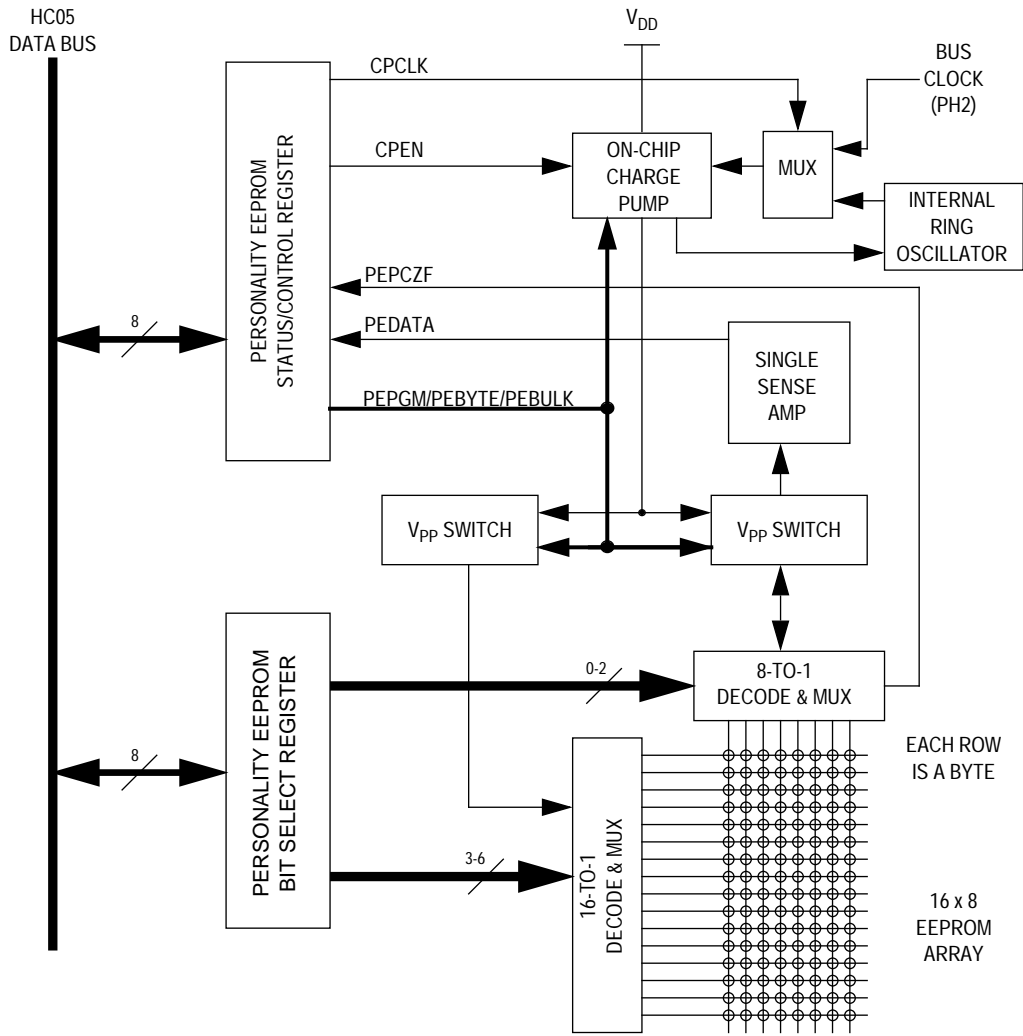 HC05
DATA BUS
V_DD
BUS
CLOCK
(PH2)
CPCLK
PERSONALITY EEPROM
STATUS/CONTROL REGISTER
CPEN
ON-CHIP
CHARGE
PUMP
MUX
INTERNAL
RING
OSCILLATOR
PEPCZF
8
PEDATA
SINGLE
SENSE
AMP
PEPGM/PEBYTE/PEBULK
V_PP SWITCH
V_PP SWITCH
PERSONALITY EEPROM
BIT SELECT REGISTER
0-2
8-TO-1
DECODE & MUX
8
EACH ROW
IS A BYTE
16-TO-1
DECODE & MUX
3-6
16 x 8
EEPROM
ARRAY